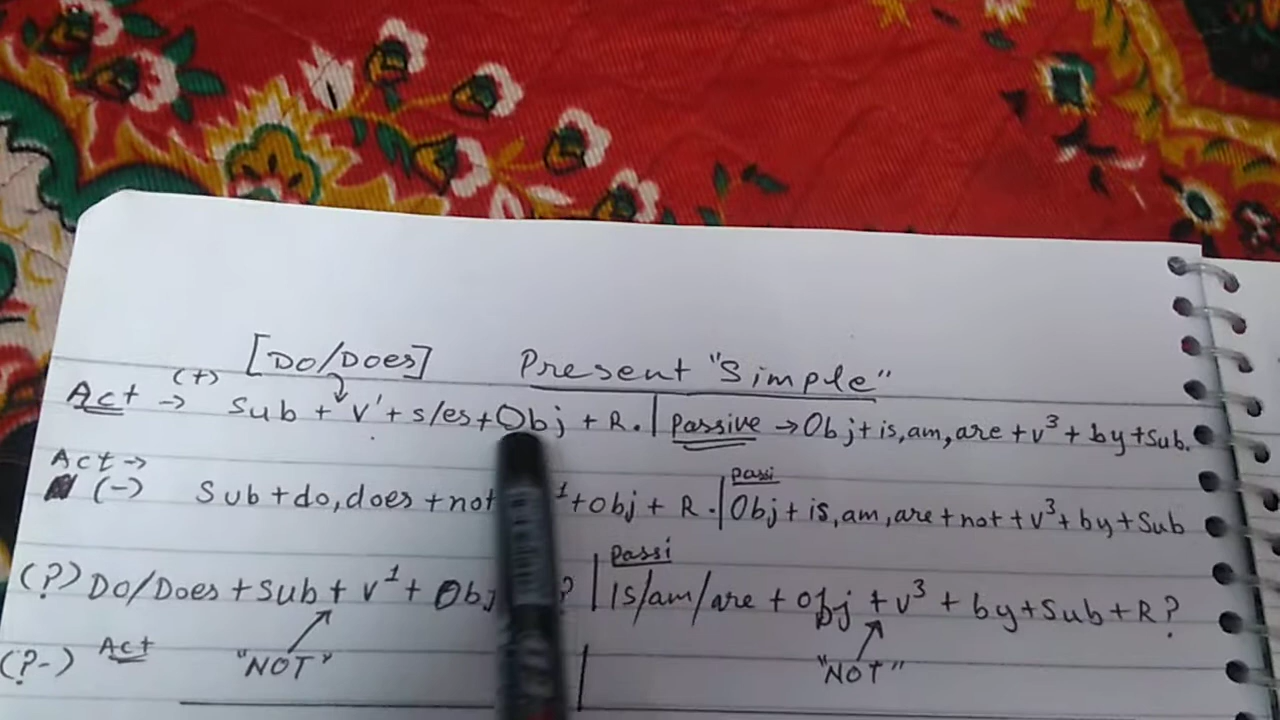 [Do/Does] Present "Simple"
Act (+) → Sub + V¹ + s/es + Obj + R. | Passive → Obj + is, am, are + v³ + by + Sub.
Act →
(-) Sub + do, does + not 1 + Obj + R. | Passi Obj + is, am, are + not + v³ + by + Sub
(?) Do/Does + Sub + v¹ + Obj ? | Passi Is/am/are + obj + v³ + by + Sub + R?
(?-) Act "NOT" | "NOT"